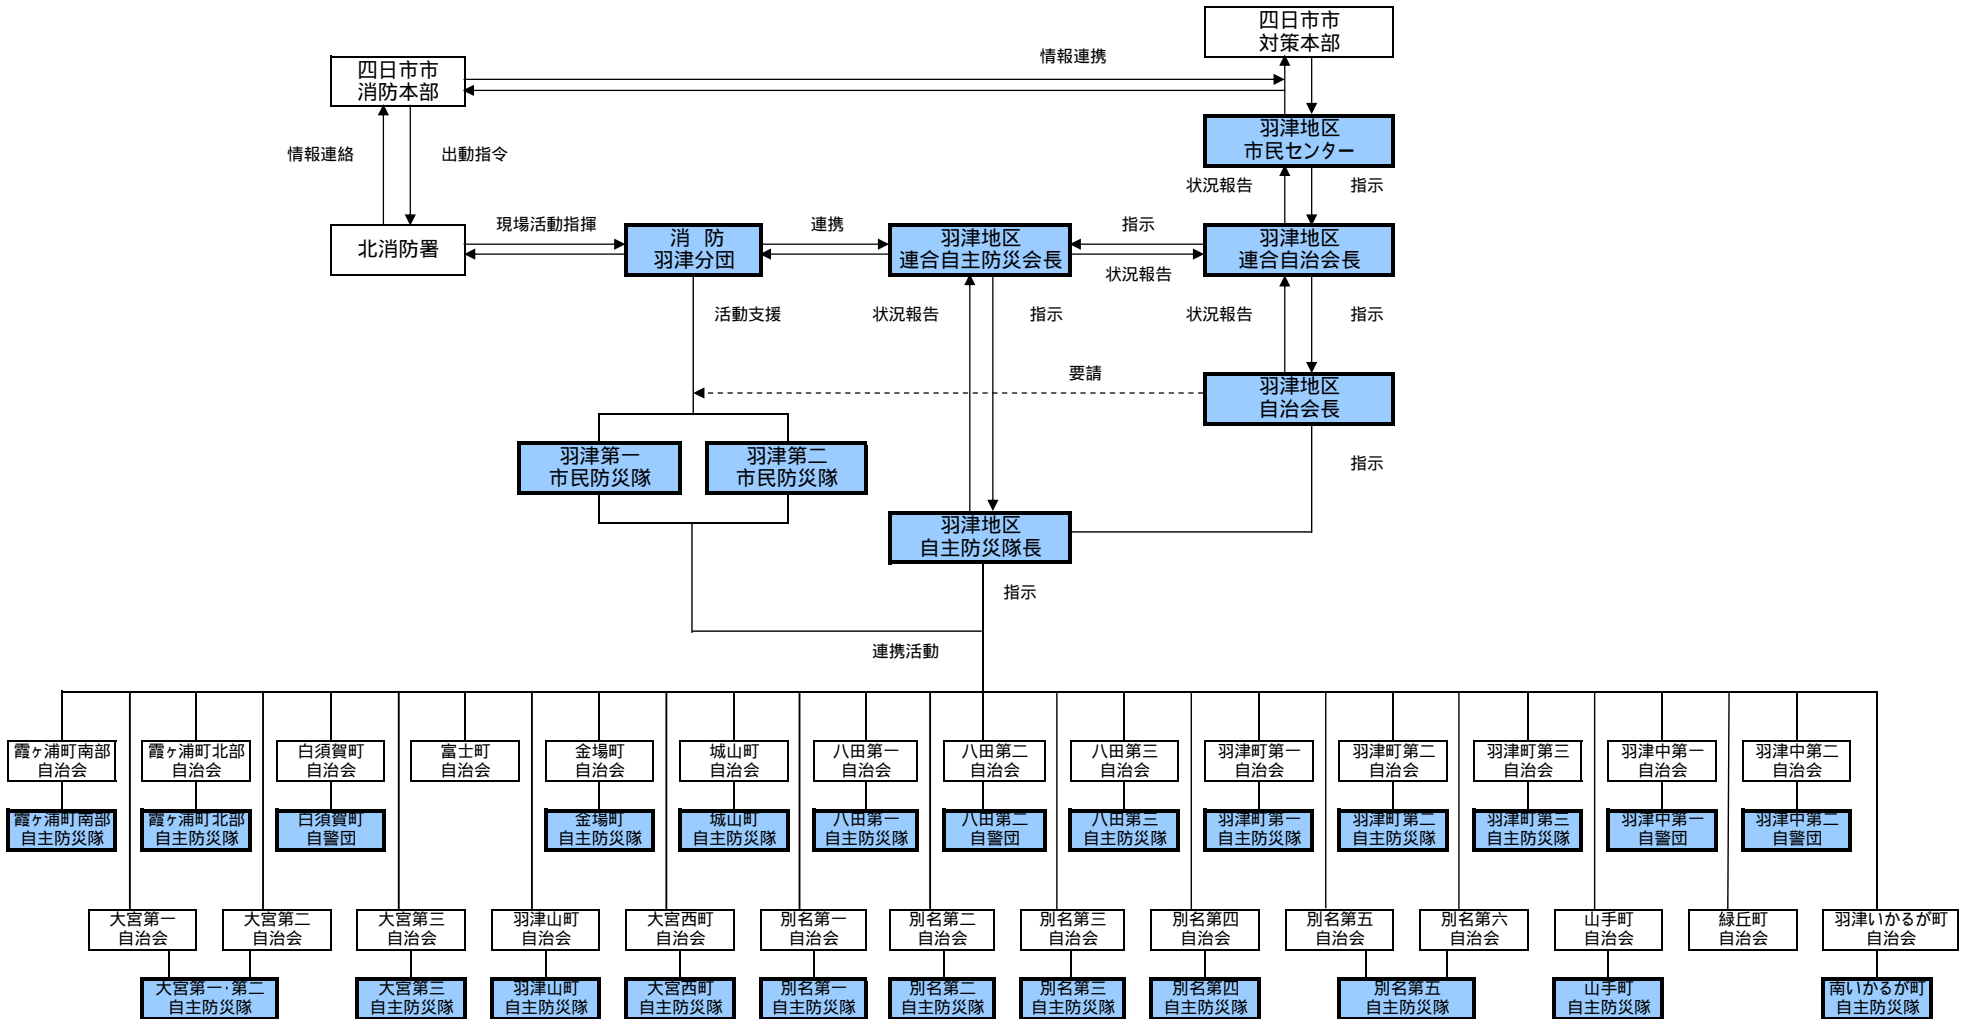 四日市市
対策本部
情報連携
四日市市
消防本部
羽津地区
市民センター
情報連絡
出動指令
状況報告
指示
北消防署
現場活動指揮
消 防
羽津分団
連携
羽津地区
連合自主防災会長
指示
状況報告
羽津地区
連合自治会長
活動支援
状況報告
指示
状況報告
指示
要請
羽津地区
自治会長
羽津第一
市民防災隊
羽津第二
市民防災隊
指示
羽津地区
自主防災隊長
指示
連携活動
霞ヶ浦町南部
自治会
霞ヶ浦町北部
自治会
白須賀町
自治会
富士町
自治会
金場町
自治会
城山町
自治会
八田第一
自治会
八田第二
自治会
八田第三
自治会
羽津町第一
自治会
羽津町第二
自治会
羽津町第三
自治会
羽津中第一
自治会
羽津中第二
自治会
霞ヶ浦町南部
自主防災隊
霞ヶ浦町北部
自主防災隊
白須賀町
自警団
金場町
自主防災隊
城山町
自主防災隊
八田第一
自主防災隊
八田第二
自警団
八田第三
自主防災隊
羽津町第一
自主防災隊
羽津町第二
自主防災隊
羽津町第三
自主防災隊
羽津中第一
自警団
羽津中第二
自警団
大宮第一
自治会
大宮第二
自治会
大宮第三
自治会
羽津山町
自治会
大宮西町
自治会
別名第一
自治会
別名第二
自治会
別名第三
自治会
別名第四
自治会
別名第五
自治会
別名第六
自治会
山手町
自治会
緑丘町
自治会
羽津いかるが町
自治会
大宮第一・第二
自主防災隊
大宮第三
自主防災隊
羽津山町
自主防災隊
大宮西町
自主防災隊
別名第一
自主防災隊
別名第二
自主防災隊
別名第三
自主防災隊
別名第四
自主防災隊
別名第五
自主防災隊
山手町
自主防災隊
南いかるが町
自主防災隊